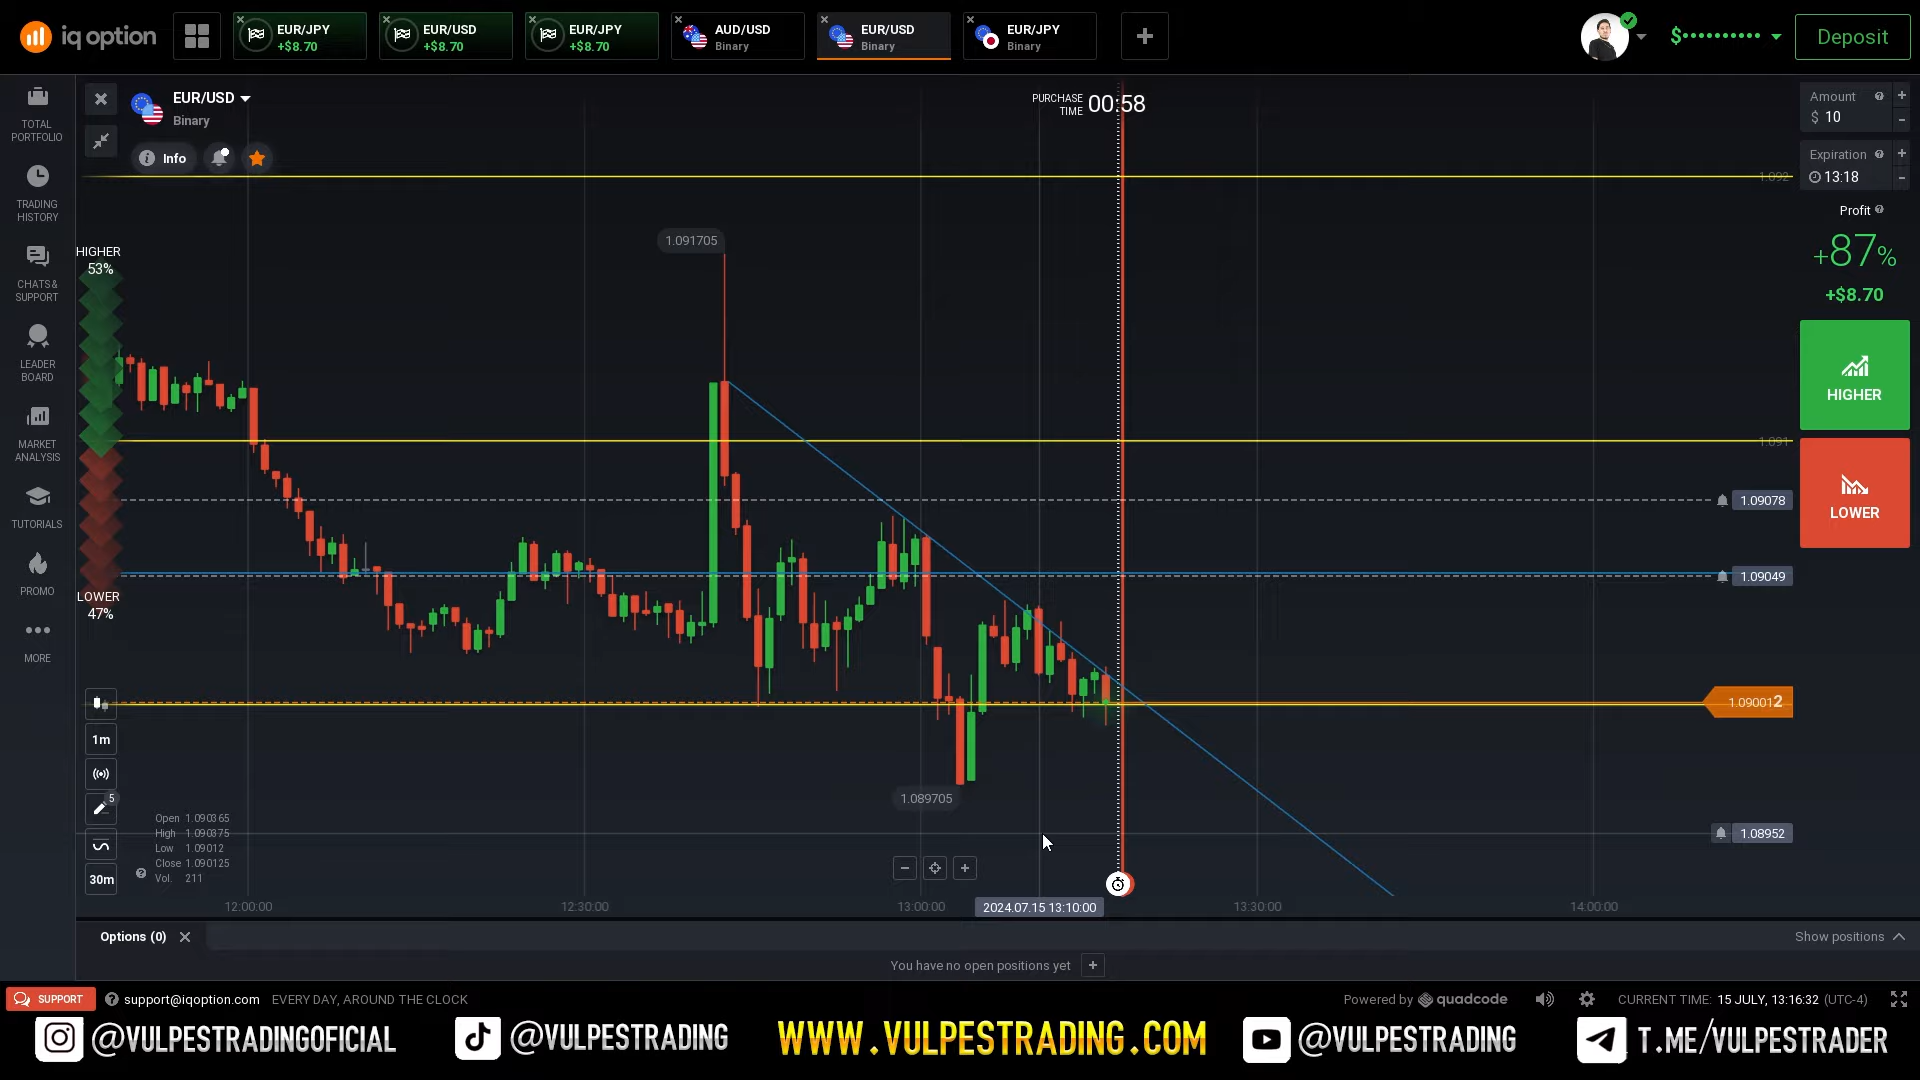 iq option
EUR/JPY
+$8.70
EUR/USD
+$8.70
EUR/JPY
+$8.70
AUD/USD
Binary
EUR/USD
Binary
EUR/JPY
Binary
$••••••••••
Deposit
TOTAL
PORTFOLIO
TRADING
HISTORY
CHATS &
SUPPORT
LEADER
BOARD
MARKET
ANALYSIS
TUTORIALS
PROMO
MORE
EUR/USD
Binary
Info
PURCHASE
TIME
00:58
Amount
$ 10
Expiration
13:18
Profit
+87%
+$8.70
HIGHER
LOWER
HIGHER
53%
LOWER
47%
1.092
1.091705
1.091
1.09078
1.09049
1.090012
1.089705
1.08952
1m
5
30m
Open 1.090365
High 1.090375
Low 1.09012
Close 1.090125
Vol. 211
12:00:00
12:30:00
13:00:00
2024.07.15 13:10:00
13:30:00
14:00:00
Options (0)
Show positions
You have no open positions yet
SUPPORT
support@iqoption.com
EVERY DAY, AROUND THE CLOCK
Powered by quadcode
CURRENT TIME: 15 JULY, 13:16:32 (UTC-4)
@VULPESTRADINGOFICIAL
@VULPESTRADING
WWW.VULPESTRADING.COM
@VULPESTRADING
T.ME/VULPESTRADER